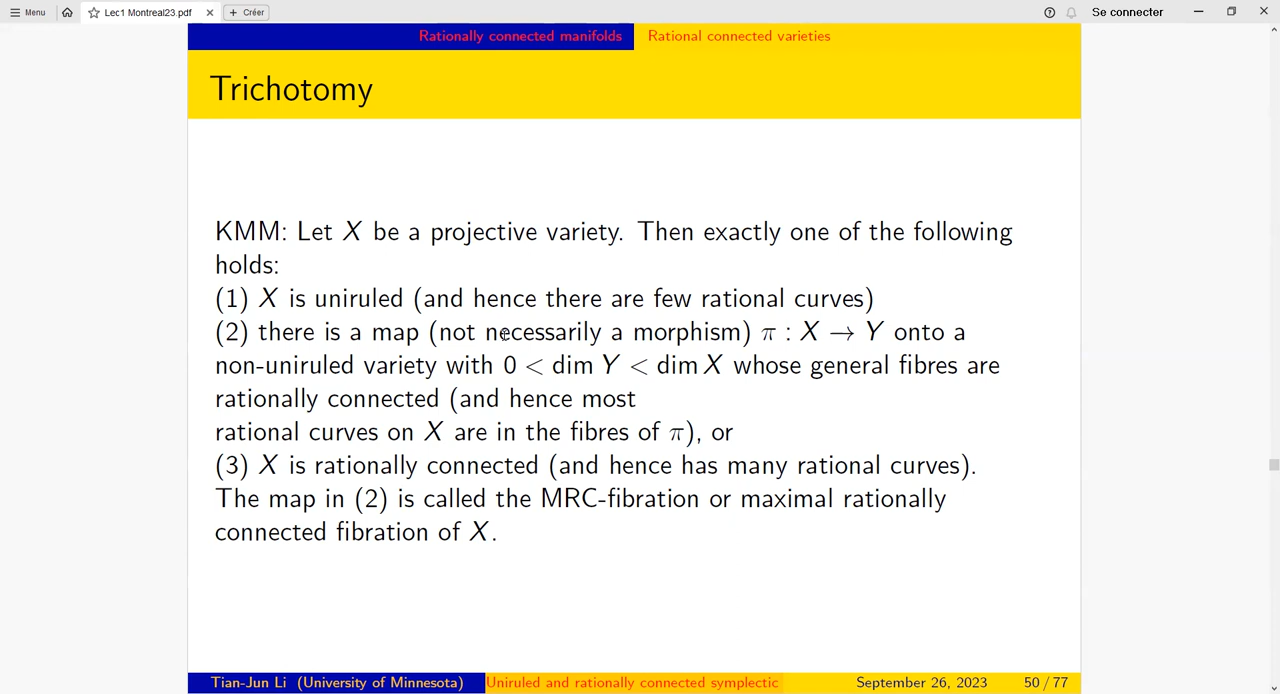 Menu
Lec1 Montreal23.pdf
×
+ Créer
Se connecter
Rationally connected manifolds
Rational connected varieties
Trichotomy
KMM: Let X be a projective variety. Then exactly one of the following
holds:
(1) X is uniruled (and hence there are few rational curves)
(2) there is a map (not necessarily a morphism) π : X → Y onto a
non-uniruled variety with 0 < dim Y < dim X whose general fibres are
rationally connected (and hence most
rational curves on X are in the fibres of π), or
(3) X is rationally connected (and hence has many rational curves).
The map in (2) is called the MRC-fibration or maximal rationally
connected fibration of X.
Tian-Jun Li (University of Minnesota)
Uniruled and rationally connected symplectic
September 26, 2023
50 / 77